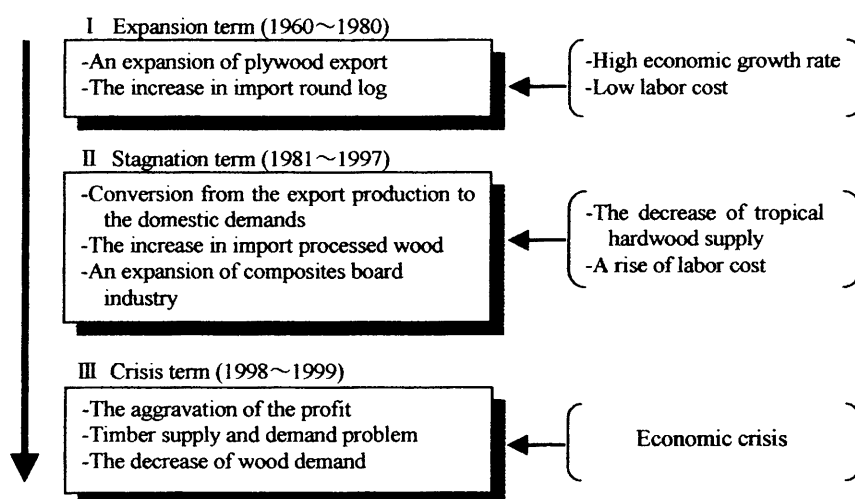 Ⅰ Expansion term (1960～1980)
-An expansion of plywood export
-The increase in import round log
-High economic growth rate
-Low labor cost
Ⅱ Stagnation term (1981～1997)
-Conversion from the export production to
the domestic demands
-The increase in import processed wood
-An expansion of composites board
industry
-The decrease of tropical
hardwood supply
-A rise of labor cost
Ⅲ Crisis term (1998～1999)
-The aggravation of the profit
-Timber supply and demand problem
-The decrease of wood demand
Economic crisis